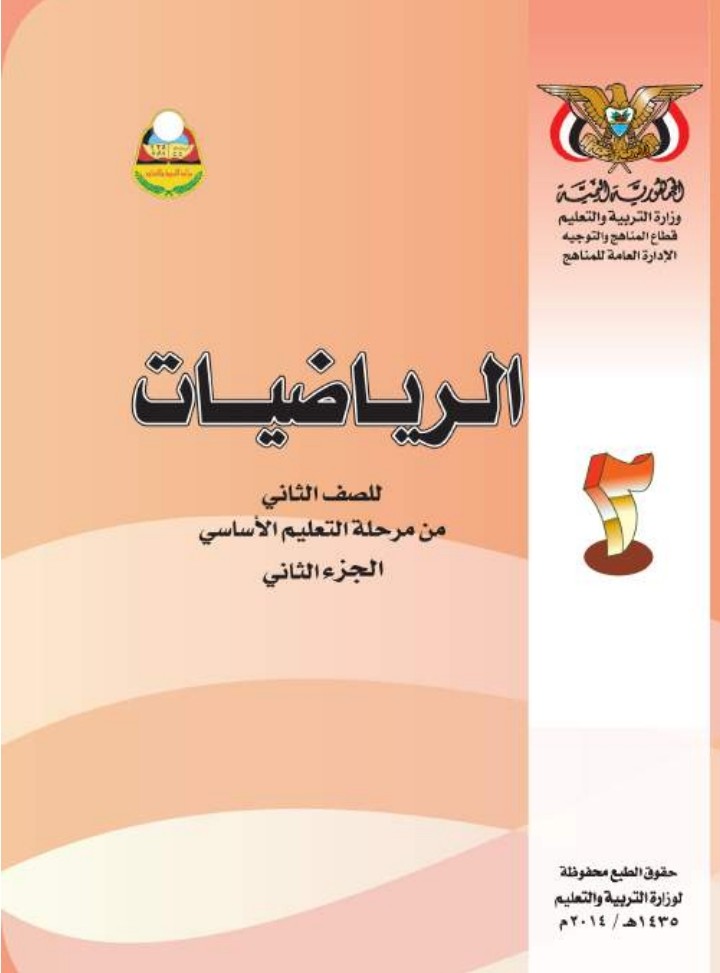 الجمهورية اليمنية
وزارة التربية والتعليم
قطاع المناهج والتوجيه
الإدارة العامة للمناهج
الرياضيات
للصف الثاني
من مرحلة التعليم الأساسي
الجزء الثاني
٢
حقوق الطبع محفوظة
لوزارة التربية والتعليم
١٤٣٥هـ / ٢٠١٤م